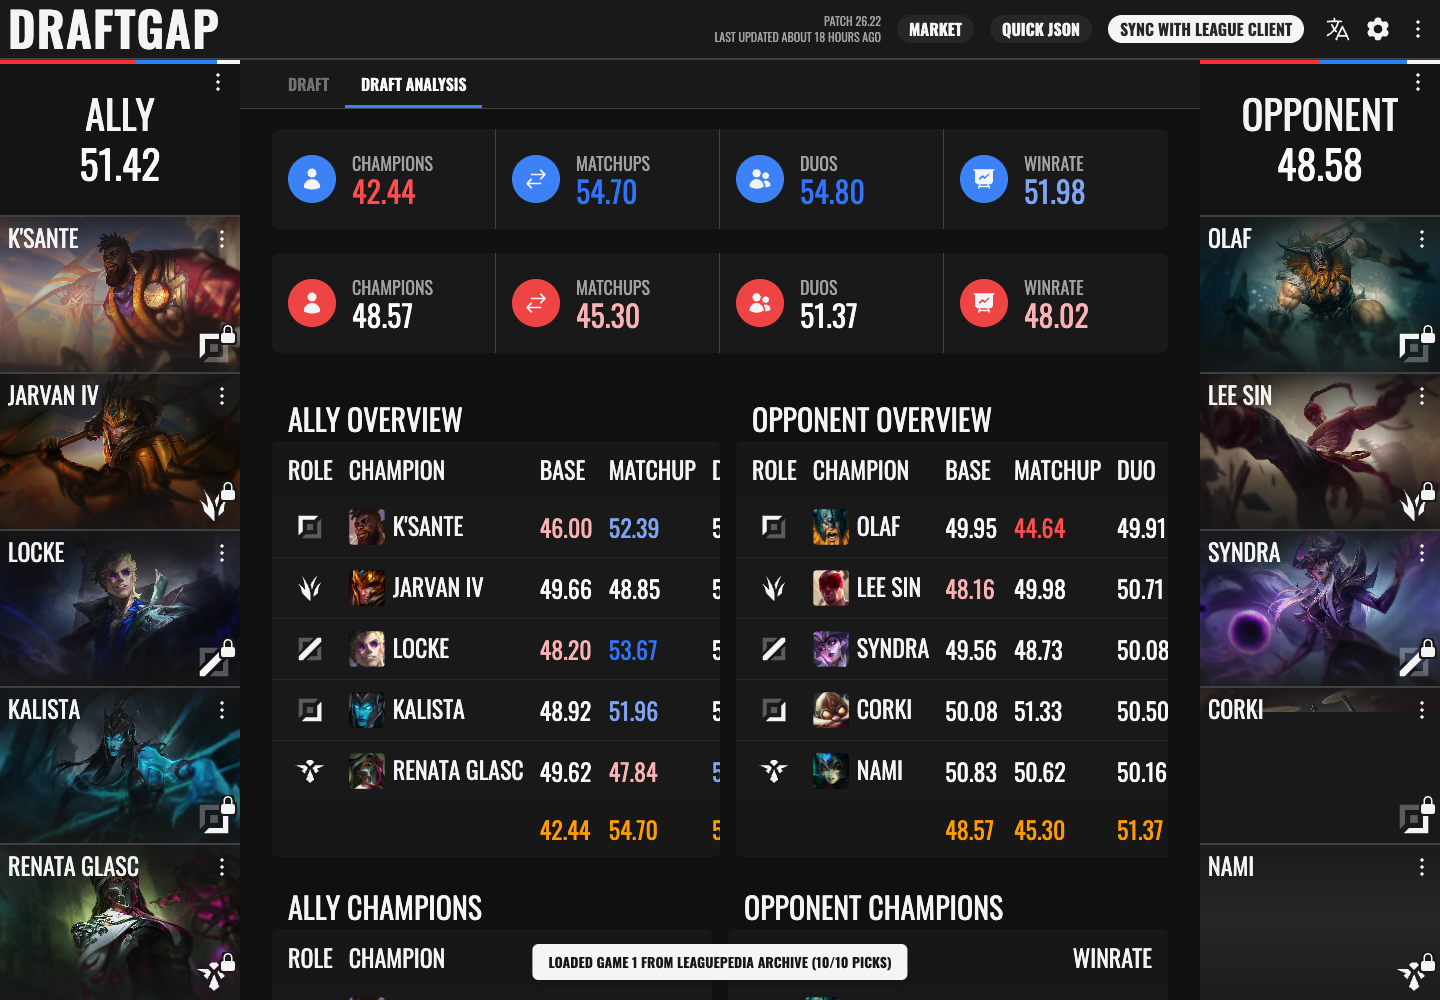 DRAFTGAP
PATCH 26.22
LAST UPDATED ABOUT 18 HOURS AGO
MARKET
QUICK JSON
SYNC WITH LEAGUE CLIENT
ALLY
51.42
K'SANTE
JARVAN IV
LOCKE
KALISTA
RENATA GLASC
DRAFT
DRAFT ANALYSIS
CHAMPIONS
42.44
MATCHUPS
54.70
DUOS
54.80
WINRATE
51.98
CHAMPIONS
48.57
MATCHUPS
45.30
DUOS
51.37
WINRATE
48.02
ALLY OVERVIEW
ROLE CHAMPION BASE MATCHUP
K'SANTE 46.00 52.39
JARVAN IV 49.66 48.85
LOCKE 48.20 53.67
KALISTA 48.92 51.96
RENATA GLASC 49.62 47.84
42.44 54.70
OPPONENT OVERVIEW
ROLE CHAMPION BASE MATCHUP DUO
OLAF 49.95 44.64 49.91
LEE SIN 48.16 49.98 50.71
SYNDRA 49.56 48.73 50.08
CORKI 50.08 51.33 50.50
NAMI 50.83 50.62 50.16
48.57 45.30 51.37
ALLY CHAMPIONS
ROLE CHAMPION
OPPONENT CHAMPIONS
WINRATE
LOADED GAME 1 FROM LEAGUEPEDIA ARCHIVE (10/10 PICKS)
OPPONENT
48.58
OLAF
LEE SIN
SYNDRA
CORKI
NAMI